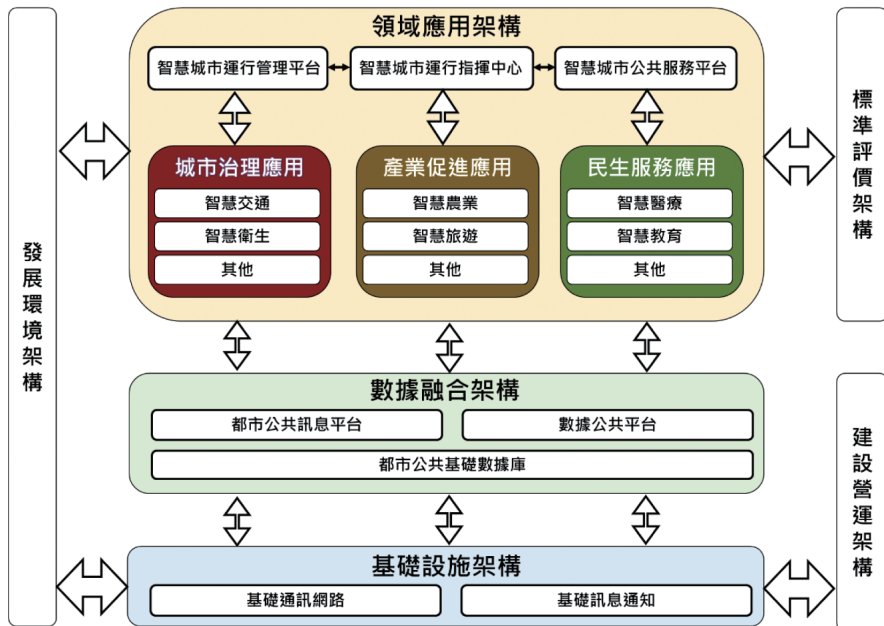 領域應用架構
智慧城市運行管理平台
智慧城市運行指揮中心
智慧城市公共服務平台
城市治理應用
智慧交通
智慧衛生
其他
產業促進應用
智慧農業
智慧旅遊
其他
民生服務應用
智慧醫療
智慧教育
其他
發展環境架構
標準評價架構
數據融合架構
都市公共訊息平台
數據公共平台
都市公共基礎數據庫
建設營運架構
基礎設施架構
基礎通訊網路
基礎訊息通知